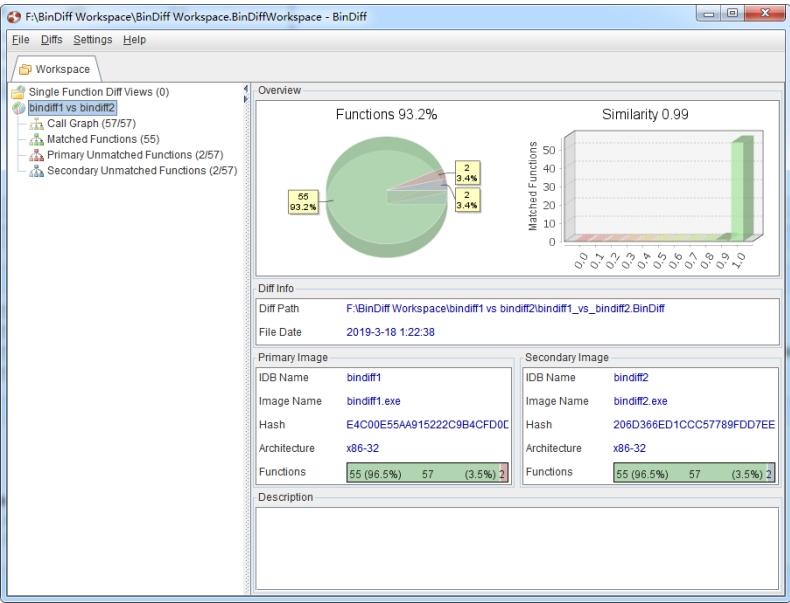 F:\BinDiff Workspace\BinDiff Workspace.BinDiffWorkspace - BinDiff
File Diffs Settings Help
Workspace
Single Function Diff Views (0)
bindiff1 vs bindiff2
Call Graph (57/57)
Matched Functions (55)
Primary Unmatched Functions (2/57)
Secondary Unmatched Functions (2/57)
Overview
Functions 93.2%
55
93.2%
2
3.4%
2
3.4%
Similarity 0.99
Matched Functions
50
40
30
20
10
0
0.0 0.1 0.2 0.3 0.4 0.5 0.6 0.7 0.8 0.9 1.0
Diff Info
Diff Path F:\BinDiff Workspace\bindiff1 vs bindiff2\bindiff1_vs_bindiff2.BinDiff
File Date 2019-3-18 1:22:38
Primary Image
IDB Name bindiff1
Image Name bindiff1.exe
Hash E4C00E55AA915222C9B4CFD0D
Architecture x86-32
Functions 55 (96.5%) 57 (3.5%) 2
Secondary Image
IDB Name bindiff2
Image Name bindiff2.exe
Hash 206D366ED1CCC57789FDD7EE
Architecture x86-32
Functions 55 (96.5%) 57 (3.5%) 2
Description